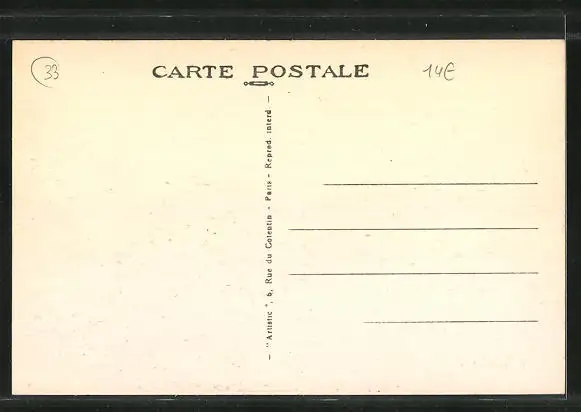 33
CARTE POSTALE
14€
— "Artistic", 6, Rue du Cotentin - Paris - Reprod. interd —